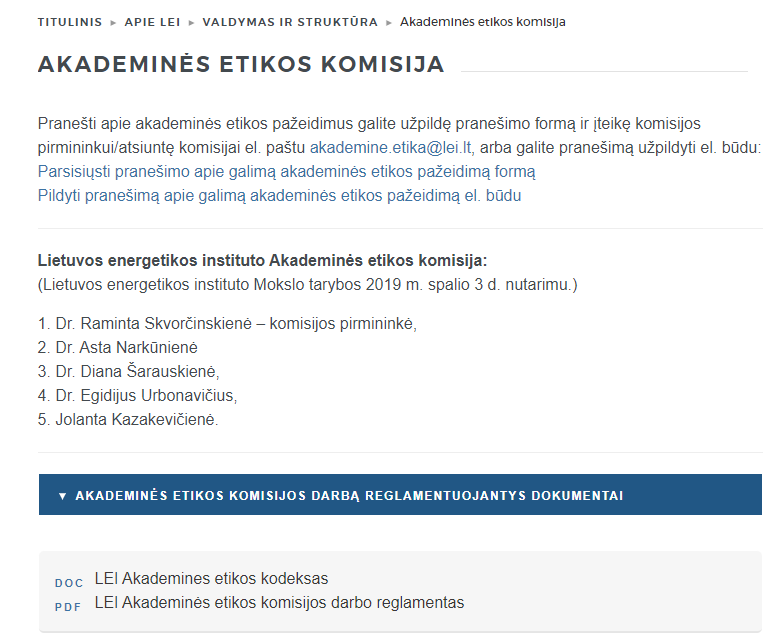 TITULINIS ▸ APIE LEI ▸ VALDYMAS IR STRUKTŪRA ▸ Akademinės etikos komisija
AKADEMINĖS ETIKOS KOMISIJA
Pranešti apie akademinės etikos pažeidimus galite užpildę pranešimo formą ir įteikę komisijos
pirmininkui/atsiuntę komisijai el. paštu akademine.etika@lei.lt, arba galite pranešimą užpildyti el. būdu:
Parsisiųsti pranešimo apie galimą akademinės etikos pažeidimą formą
Pildyti pranešimą apie galimą akademinės etikos pažeidimą el. būdu
Lietuvos energetikos instituto Akademinės etikos komisija:
(Lietuvos energetikos instituto Mokslo tarybos 2019 m. spalio 3 d. nutarimu.)
1. Dr. Raminta Skvorčinskienė – komisijos pirmininkė,
2. Dr. Asta Narkūnienė
3. Dr. Diana Šarauskienė,
4. Dr. Egidijus Urbonavičius,
5. Jolanta Kazakevičienė.
▼ AKADEMINĖS ETIKOS KOMISIJOS DARBĄ REGLAMENTUOJANTYS DOKUMENTAI
DOC LEI Akademines etikos kodeksas
PDF LEI Akademinės etikos komisijos darbo reglamentas